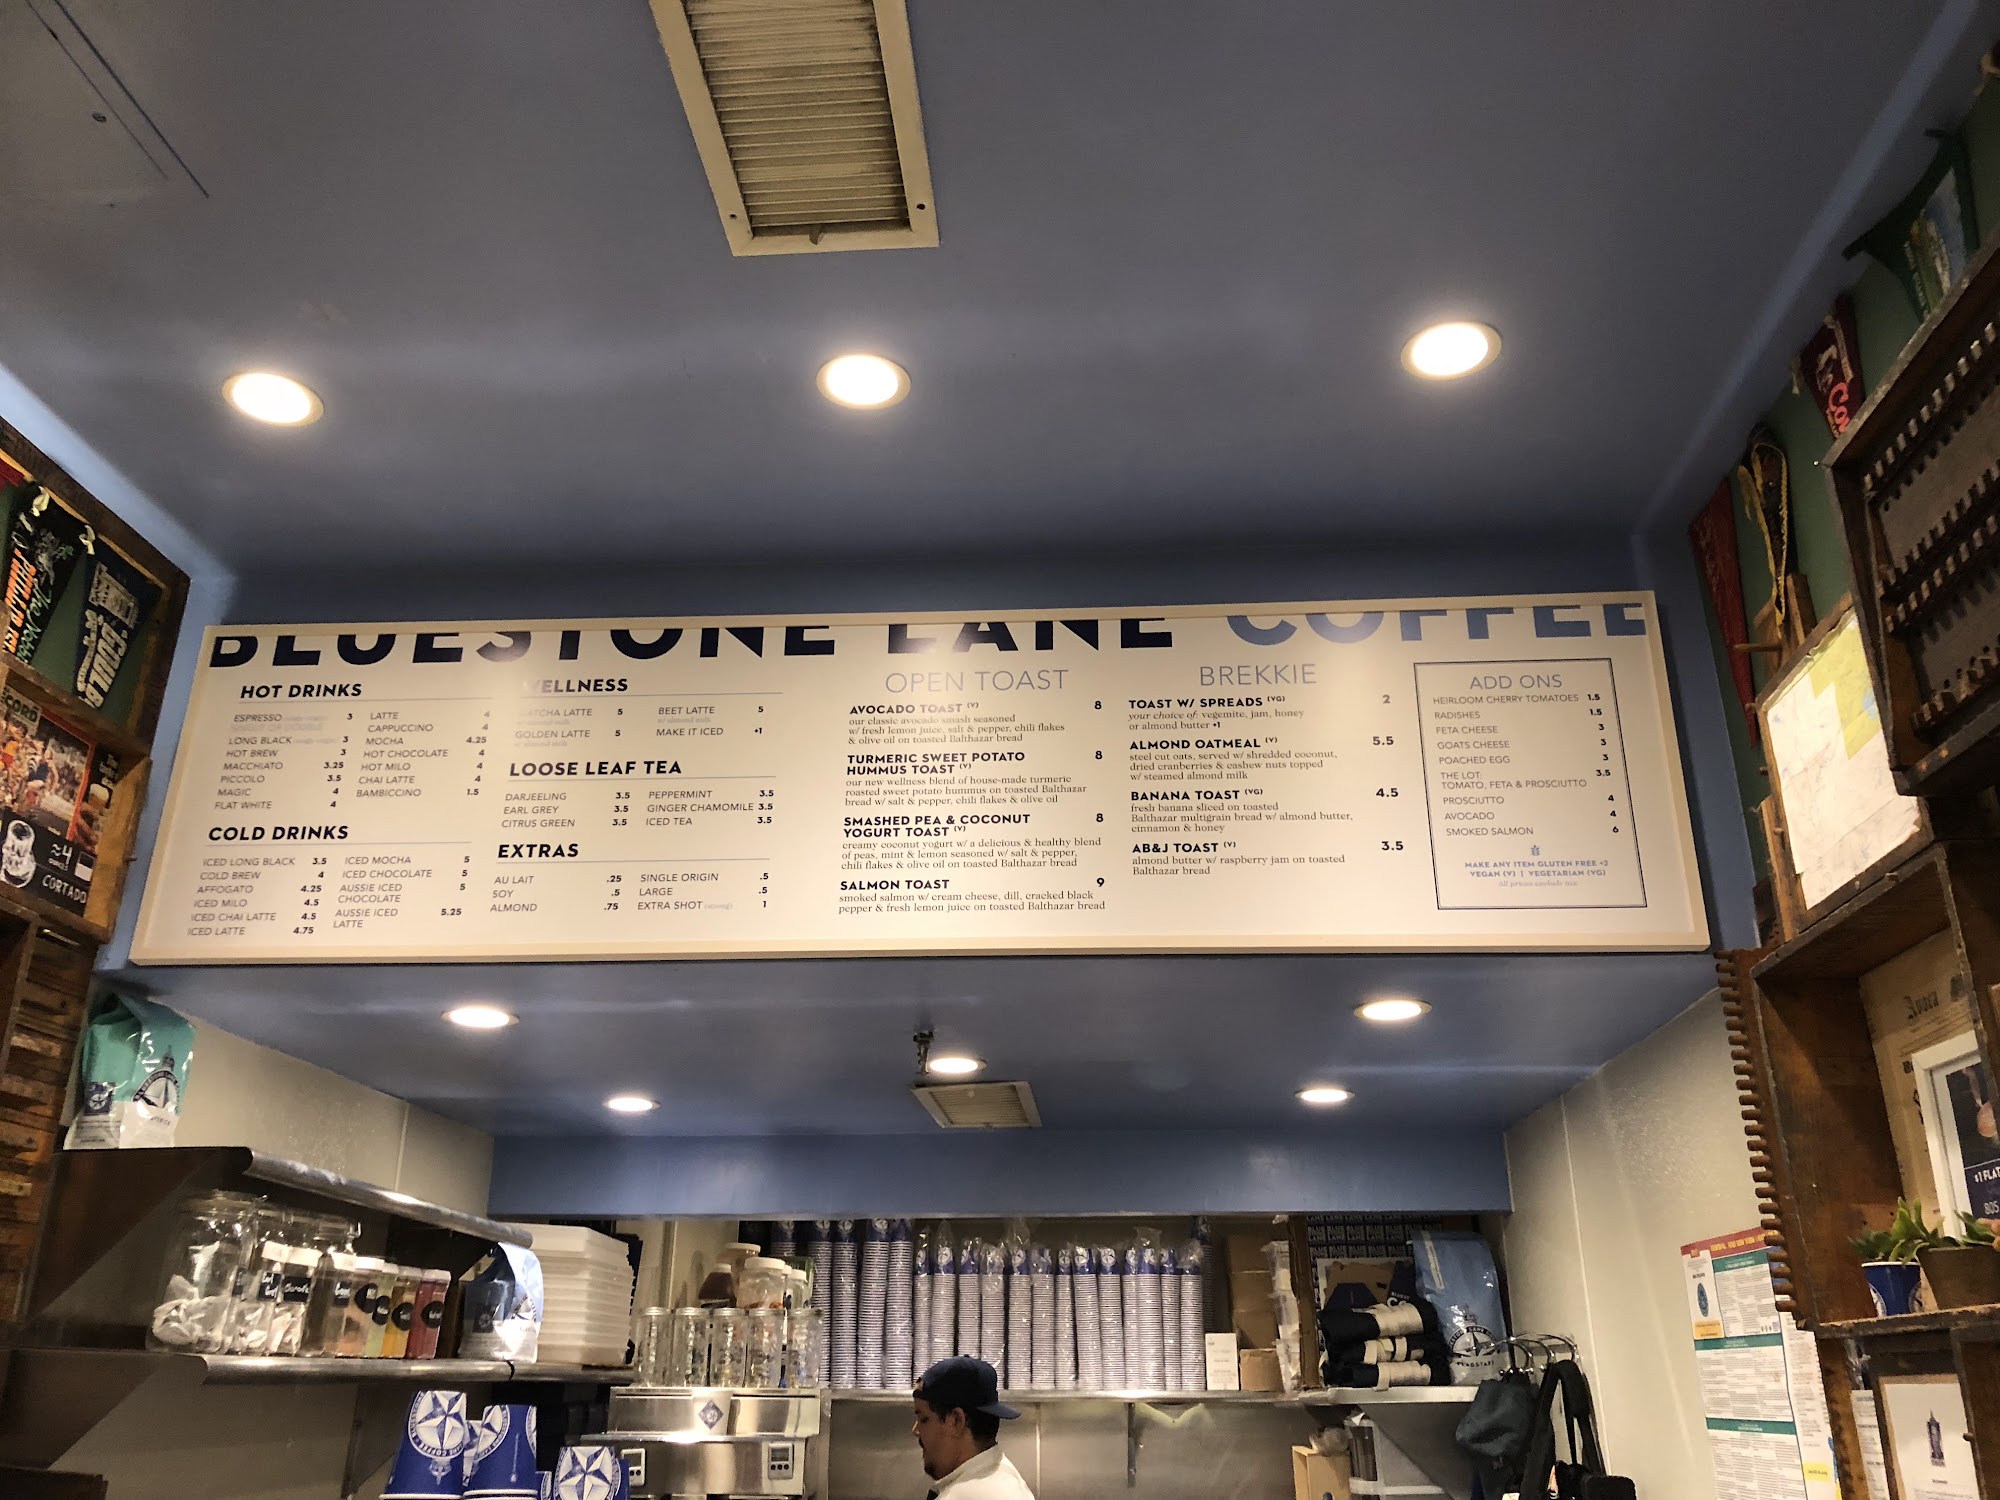 BLUESTONE LANE COFFEE
HOT DRINKS
ESPRESSO 3
LONG BLACK 3
HOT BREW 3
MACCHIATO 3.25
PICCOLO 3.5
MAGIC 4
FLAT WHITE 4
LATTE 4
CAPPUCCINO 4
MOCHA 4.25
HOT CHOCOLATE 4
HOT MILO 4
CHAI LATTE 4
BAMBICCINO 1.5
COLD DRINKS
ICED LONG BLACK 3.5
COLD BREW 4
AFFOGATO 4.25
ICED MILO 4.5
ICED CHAI LATTE 4.5
ICED LATTE 4.75
ICED MOCHA 5
ICED CHOCOLATE 5
AUSSIE ICED 5
CHOCOLATE
AUSSIE ICED 5.25
LATTE
WELLNESS
MATCHA LATTE 5
w/ almond milk
GOLDEN LATTE 5
w/ almond milk
BEET LATTE 5
w/ almond milk
MAKE IT ICED +1
LOOSE LEAF TEA
DARJEELING 3.5
EARL GREY 3.5
CITRUS GREEN 3.5
PEPPERMINT 3.5
GINGER CHAMOMILE 3.5
ICED TEA 3.5
EXTRAS
AU LAIT .25
SOY .5
ALMOND .75
SINGLE ORIGIN .5
LARGE .5
EXTRA SHOT (strong) 1
OPEN TOAST
AVOCADO TOAST (V) 8
our classic avocado smash seasoned
w/ fresh lemon juice, salt & pepper, chili flakes
& olive oil on toasted Balthazar bread
TURMERIC SWEET POTATO 8
HUMMUS TOAST (V)
our new wellness blend of house-made turmeric
roasted sweet potato hummus on toasted Balthazar
bread w/ salt & pepper, chili flakes & olive oil
SMASHED PEA & COCONUT 8
YOGURT TOAST (V)
creamy coconut yogurt w/ a delicious & healthy blend
of peas, mint & lemon seasoned w/ salt & pepper,
chili flakes & olive oil on toasted Balthazar bread
SALMON TOAST 9
smoked salmon w/ cream cheese, dill, cracked black
pepper & fresh lemon juice on toasted Balthazar bread
BREKKIE
TOAST W/ SPREADS (VG) 2
your choice of: vegemite, jam, honey
or almond butter +1
ALMOND OATMEAL (V) 5.5
steel cut oats, served w/ shredded coconut,
dried cranberries & cashew nuts topped
w/ steamed almond milk
BANANA TOAST (VG) 4.5
fresh banana sliced on toasted
Balthazar multigrain bread w/ almond butter,
cinnamon & honey
AB&J TOAST (V) 3.5
almond butter w/ raspberry jam on toasted
Balthazar bread
ADD ONS
HEIRLOOM CHERRY TOMATOES 1.5
RADISHES 1.5
FETA CHEESE 3
GOATS CHEESE 3
POACHED EGG 3
THE LOT: 3.5
TOMATO, FETA & PROSCIUTTO
PROSCIUTTO 4
AVOCADO 4
SMOKED SALMON 6
MAKE ANY ITEM GLUTEN FREE +2
VEGAN (V) | VEGETARIAN (VG)
All prices exclude tax
CORTADO
FLAGSTAFF